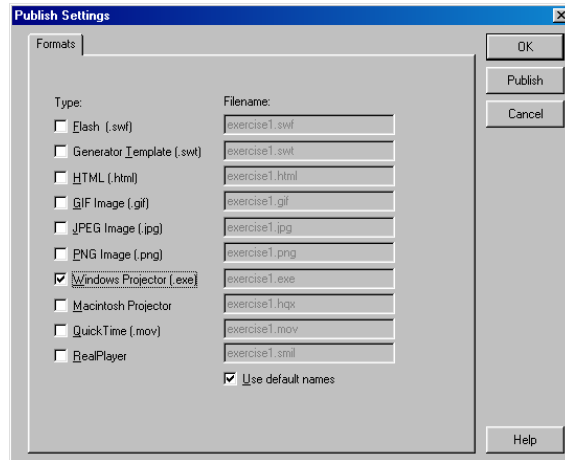 Publish Settings
Formats
OK
Publish
Cancel
Type: Filename:
Flash (.swf) exercise1.swf
Generator Template (.swt) exercise1.swt
HTML (.html) exercise1.html
GIF Image (.gif) exercise1.gif
JPEG Image (.jpg) exercise1.jpg
PNG Image (.png) exercise1.png
Windows Projector (.exe) exercise1.exe
Macintosh Projector exercise1.hqx
QuickTime (.mov) exercise1.mov
RealPlayer exercise1.smil
Use default names
Help